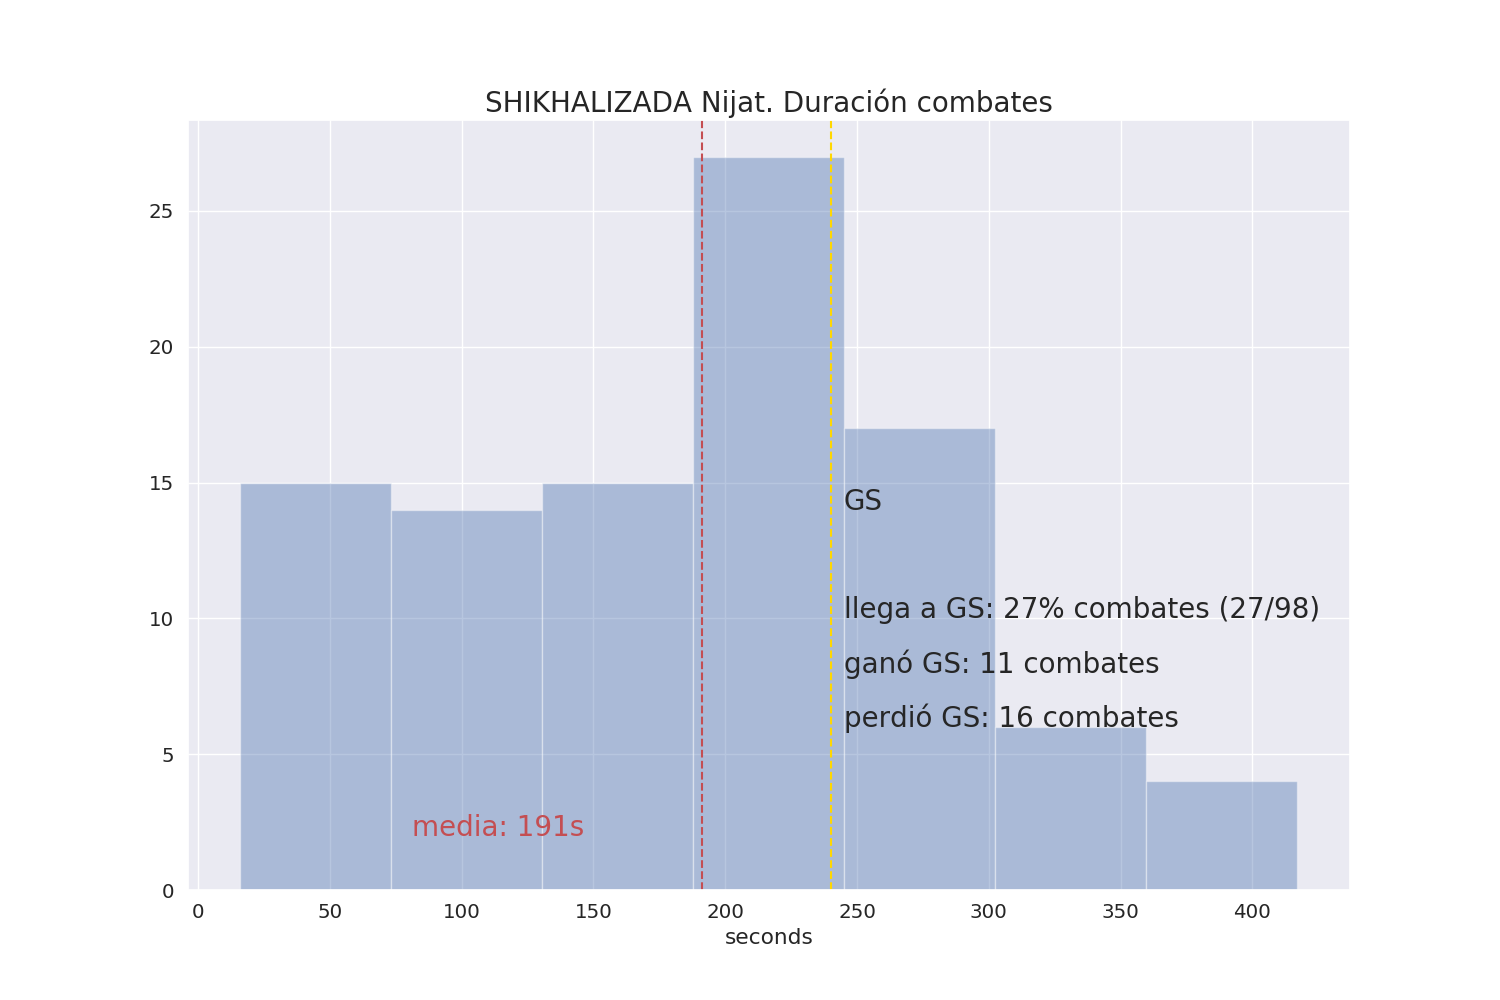 SHIKHALIZADA Nijat. Duración combates
25
20
15
10
5
0
GS
llega a GS: 27% combates (27/98)
ganó GS: 11 combates
perdió GS: 16 combates
media: 191s
0 50 100 150 200 250 300 350 400
seconds